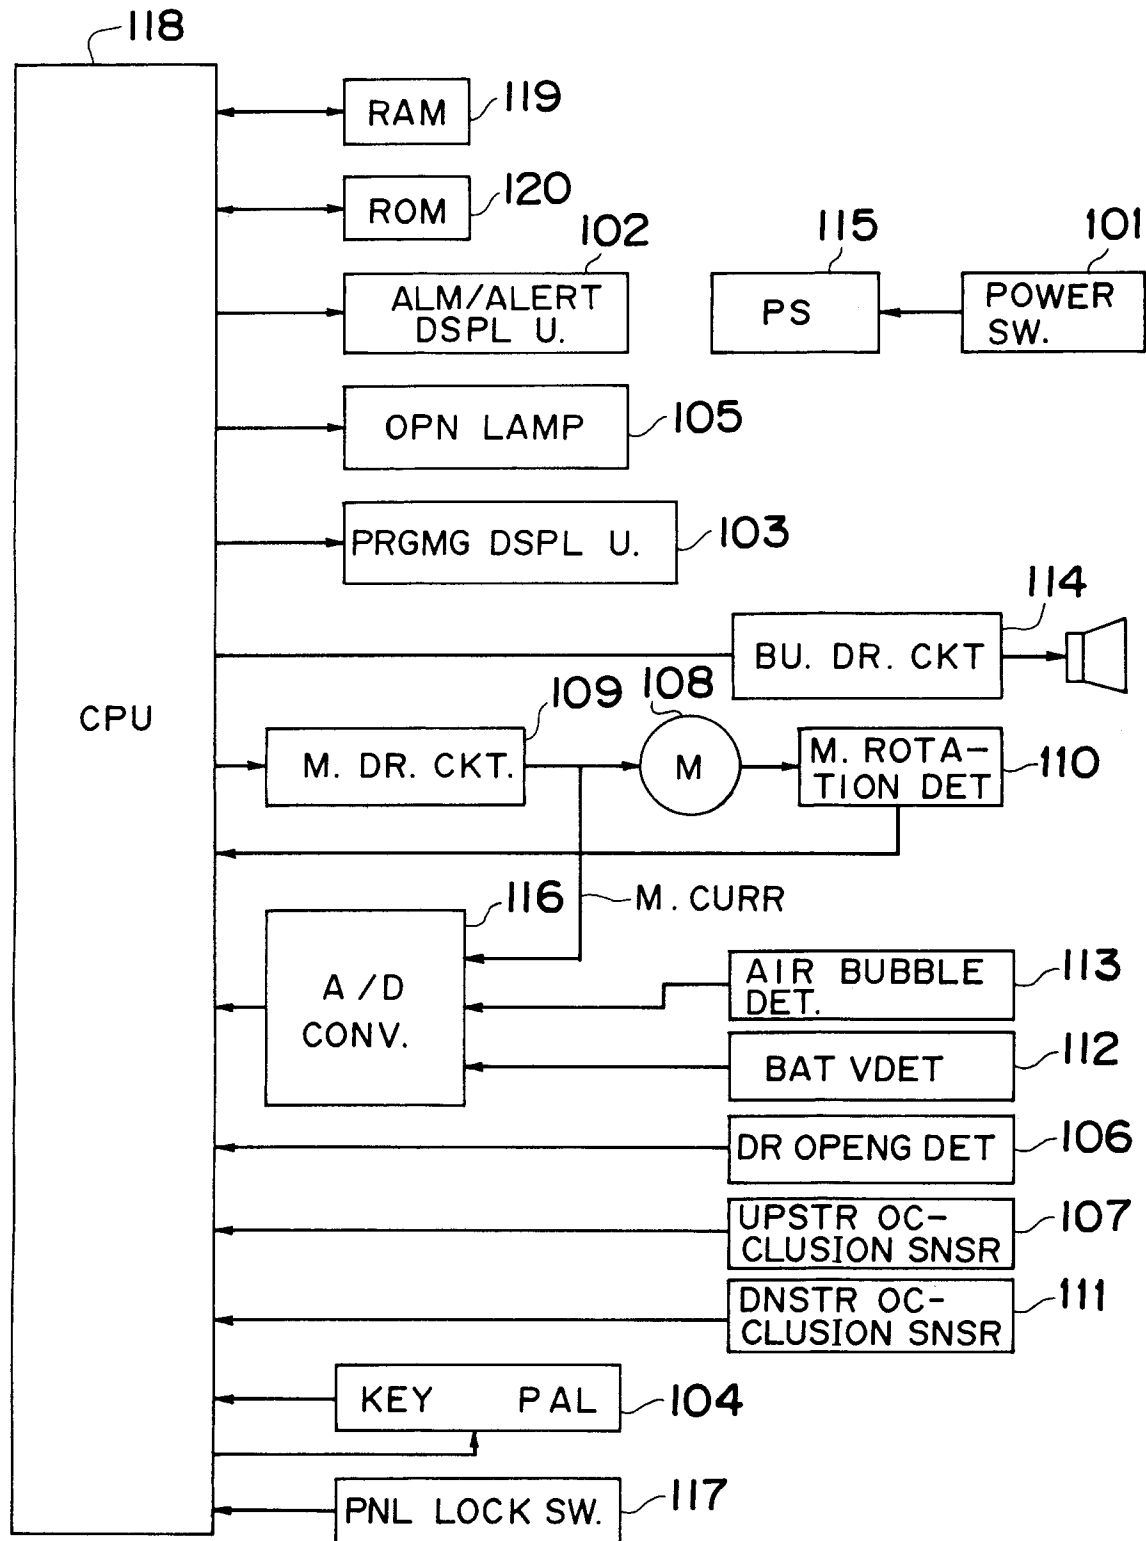 118
RAM
119
ROM
120
102
ALM/ALERT
DSPL U.
115
PS
101
POWER
SW.
OPN LAMP
105
PRGMG DSPL U.
103
114
BU. DR. CKT
CPU
109
M. DR. CKT.
108
M
M. ROTA-
TION DET
110
116
M. CURR
A/D
CONV.
AIR BUBBLE
DET.
113
BAT VDET
112
DR OPENG DET
106
UPSTR OC-
CLUSION SNSR
107
DNSTR OC-
CLUSION SNSR
111
KEY PAL
104
PNL LOCK SW.
117